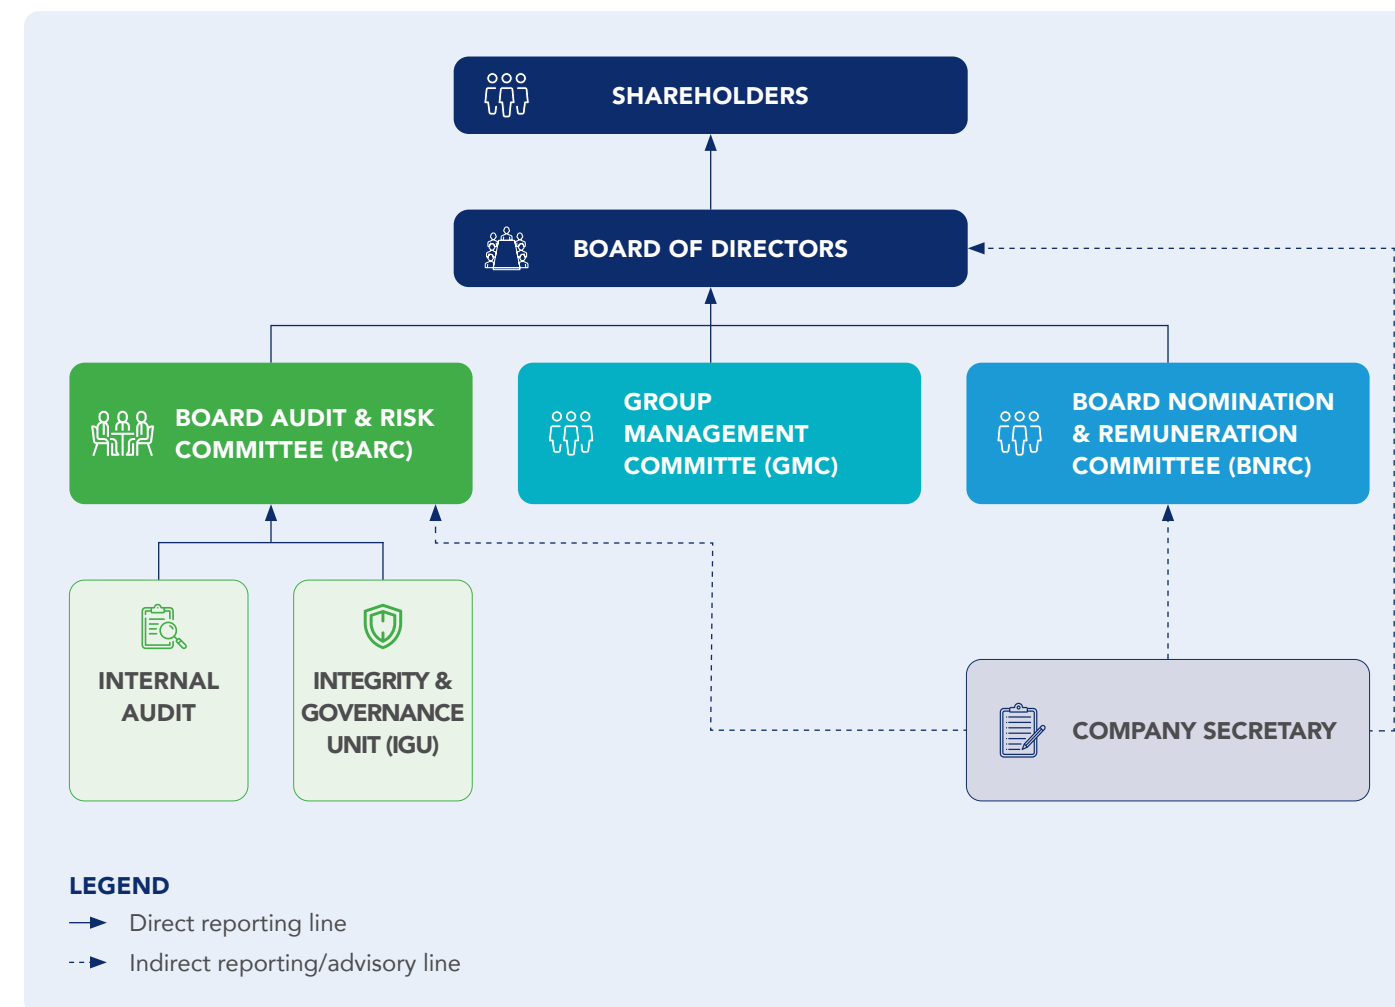 SHAREHOLDERS
BOARD OF DIRECTORS
BOARD AUDIT & RISK
COMMITTEE (BARC)
GROUP
MANAGEMENT
COMMITTE (GMC)
BOARD NOMINATION
& REMUNERATION
COMMITTEE (BNRC)
INTERNAL
AUDIT
INTEGRITY &
GOVERNANCE
UNIT (IGU)
COMPANY SECRETARY
LEGEND
Direct reporting line
Indirect reporting/advisory line